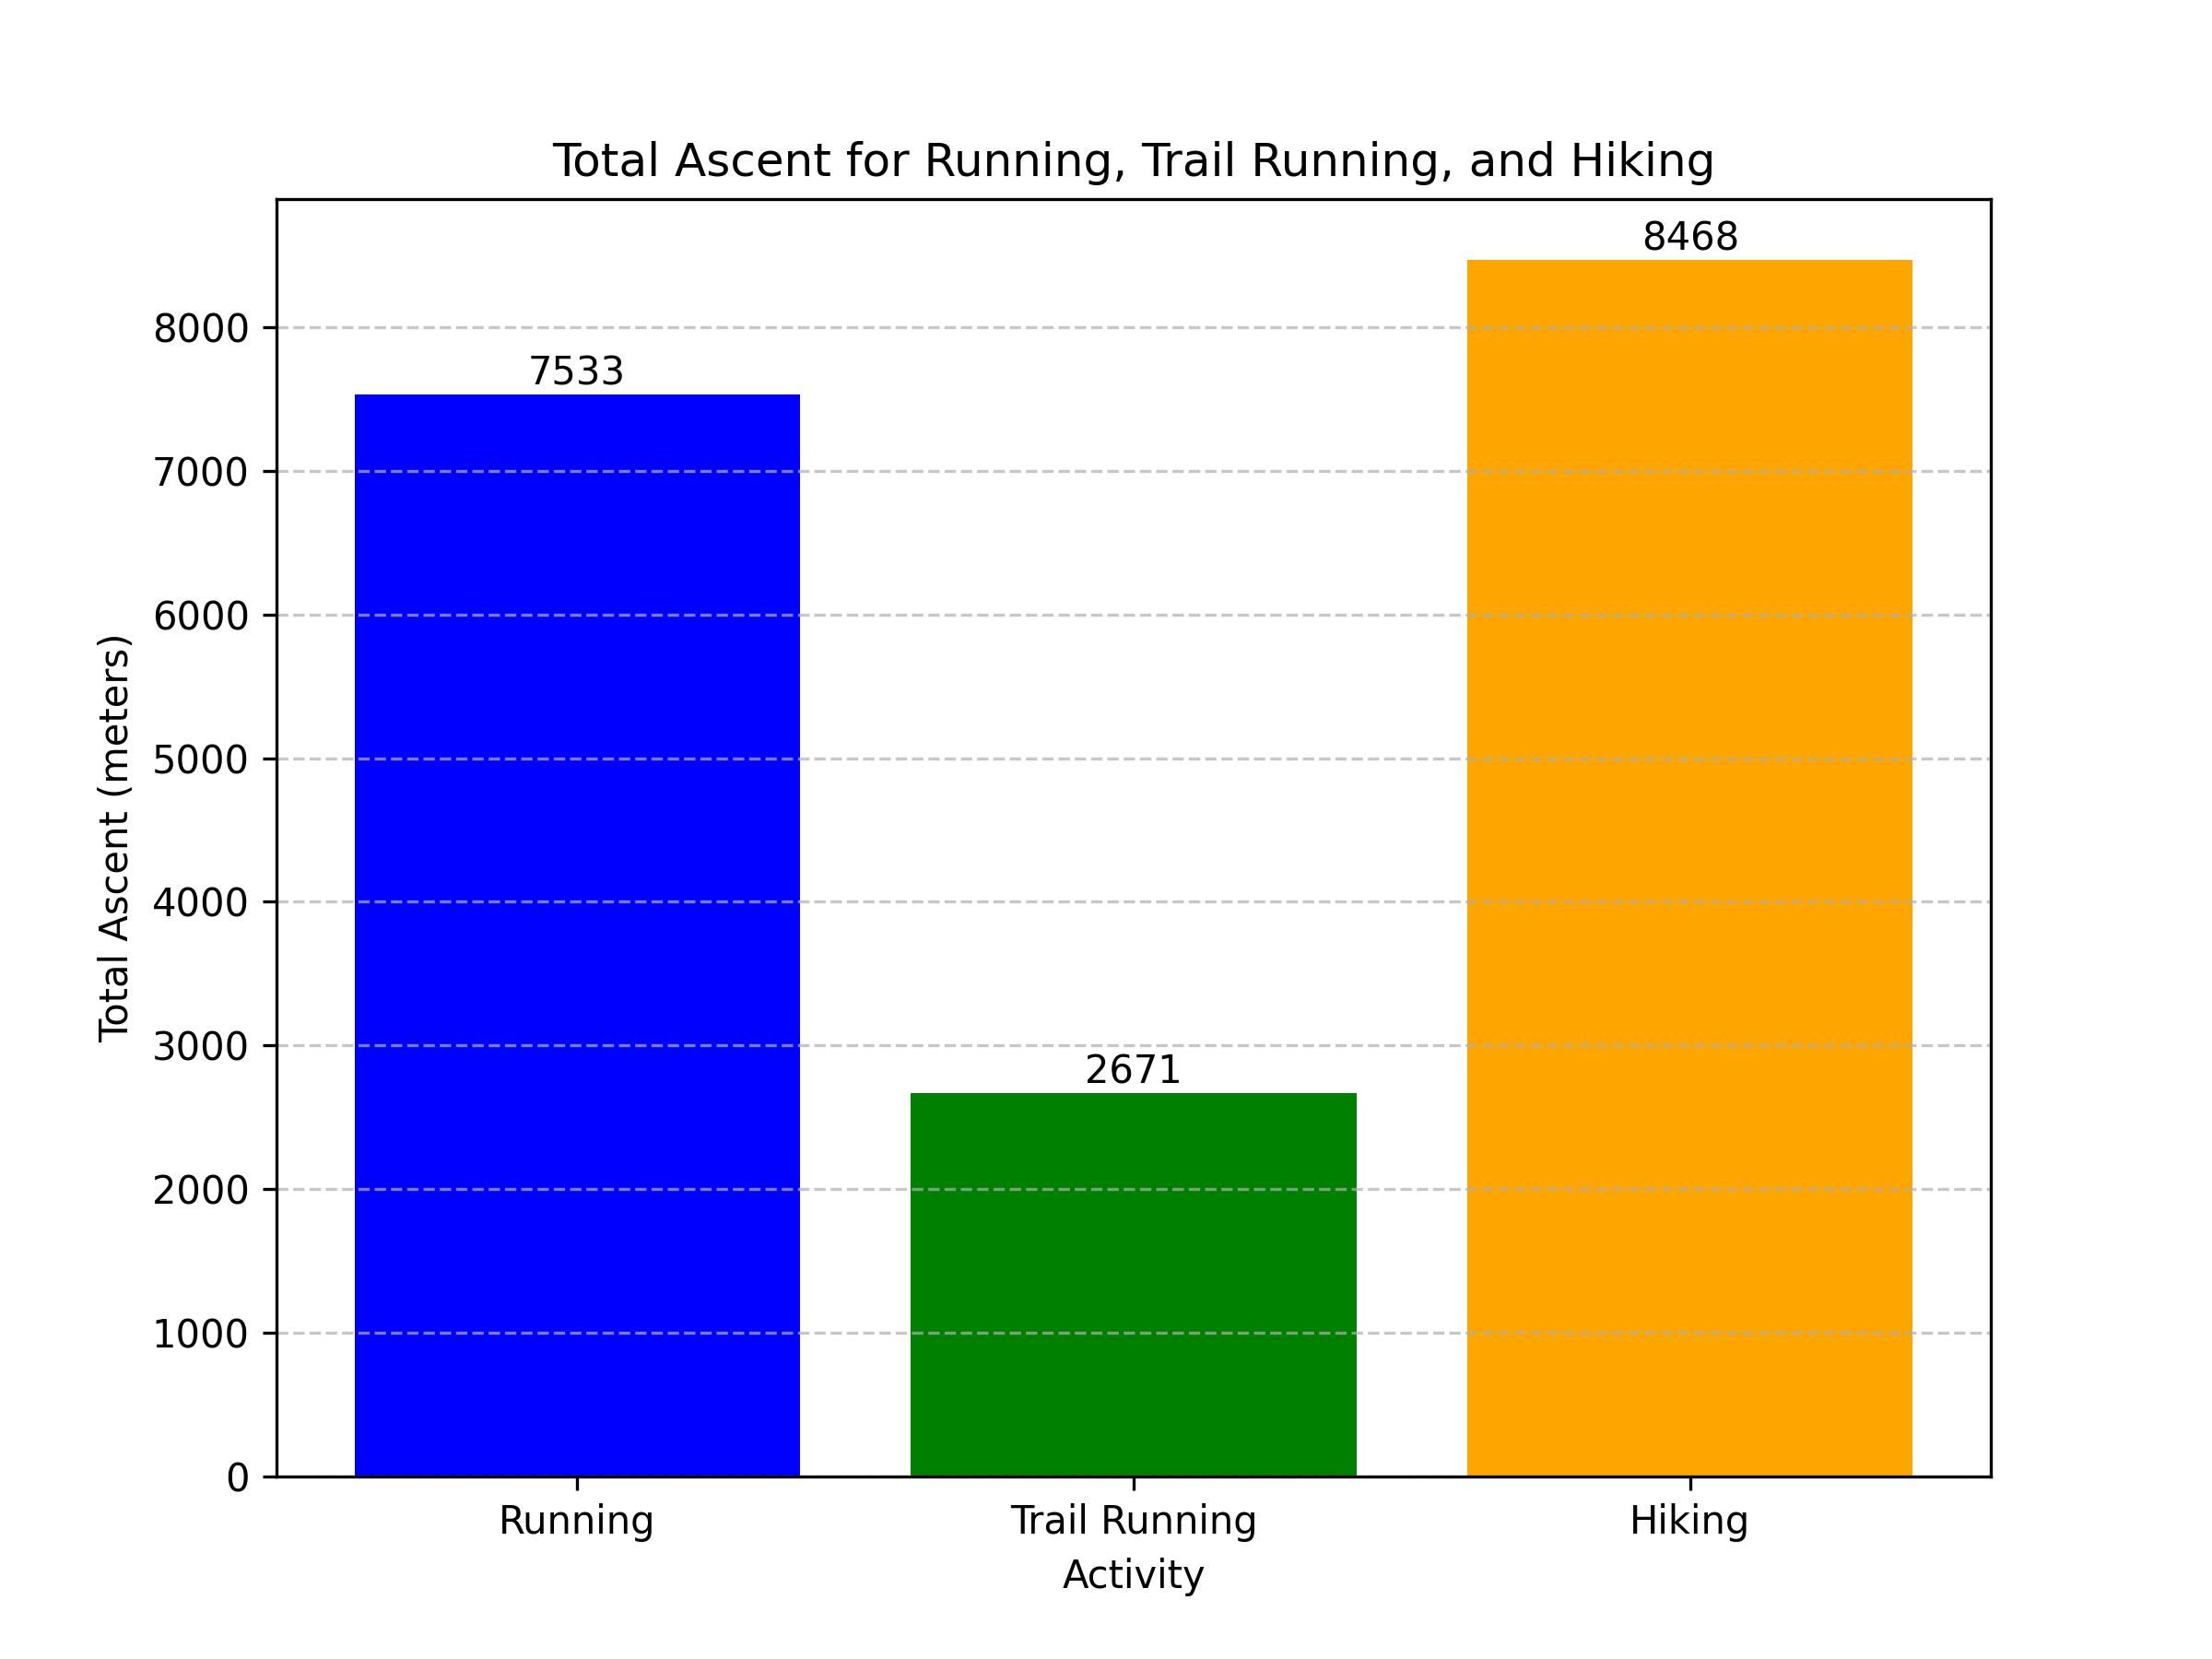 Total Ascent for Running, Trail Running, and Hiking
8468
7533
2671
8000
7000
6000
5000
4000
3000
2000
1000
0
Total Ascent (meters)
Running
Trail Running
Hiking
Activity